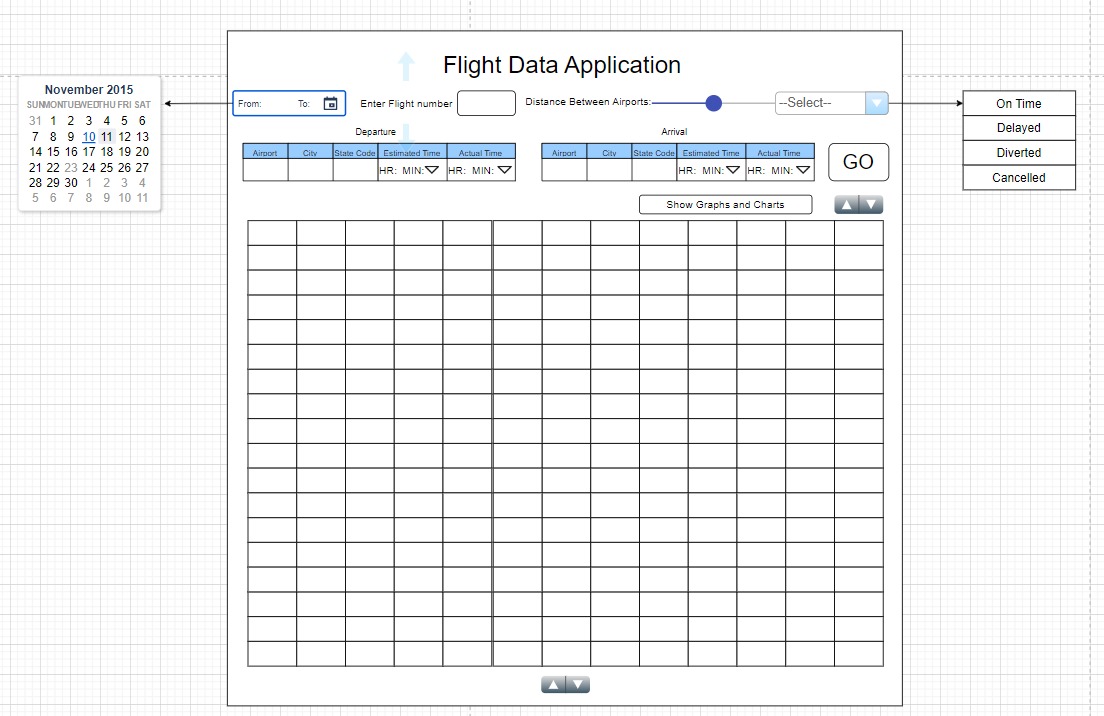 Flight Data Application
November 2015
SUN MON TUE WED THU FRI SAT
31 1 2 3 4 5 6
7 8 9 10 11 12 13
14 15 16 17 18 19 20
21 22 23 24 25 26 27
28 29 30 1 2 3 4
5 6 7 8 9 10 11
From: To:
Enter Flight number
Distance Between Airports:
--Select--
On Time
Delayed
Diverted
Cancelled
Departure
Airport City State Code Estimated Time Actual Time
HR: MIN: HR: MIN:
Arrival
Airport City State Code Estimated Time Actual Time
HR: MIN: HR: MIN:
GO
Show Graphs and Charts